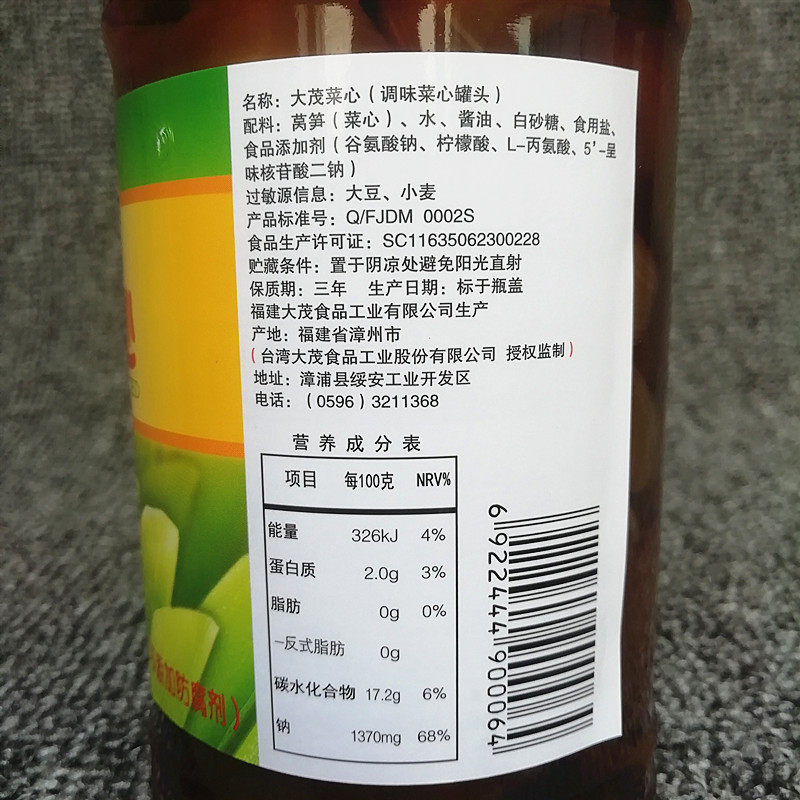 名称：大茂菜心（调味菜心罐头）
配料：莴笋（菜心）、水、酱油、白砂糖、食用盐、
食品添加剂（谷氨酸钠、柠檬酸、L-丙氨酸、5’-呈
味核苷酸二钠）
过敏源信息：大豆、小麦
产品标准号：Q/FJDM 0002S
食品生产许可证：SC11635062300228
贮藏条件：置于阴凉处避免阳光直射
保质期：三年 生产日期：标于瓶盖
福建大茂食品工业有限公司生产
产地：福建省漳州市
（台湾大茂食品工业股份有限公司 授权监制）
地址：漳浦县绥安工业开发区
电话：（0596）3211368
营养成分表
项目 每100克 NRV%
能量 326kJ 4%
蛋白质 2.0g 3%
脂肪 0g 0%
—反式脂肪 0g
碳水化合物 17.2g 6%
钠 1370mg 68%
6922444900064
加防腐剂）